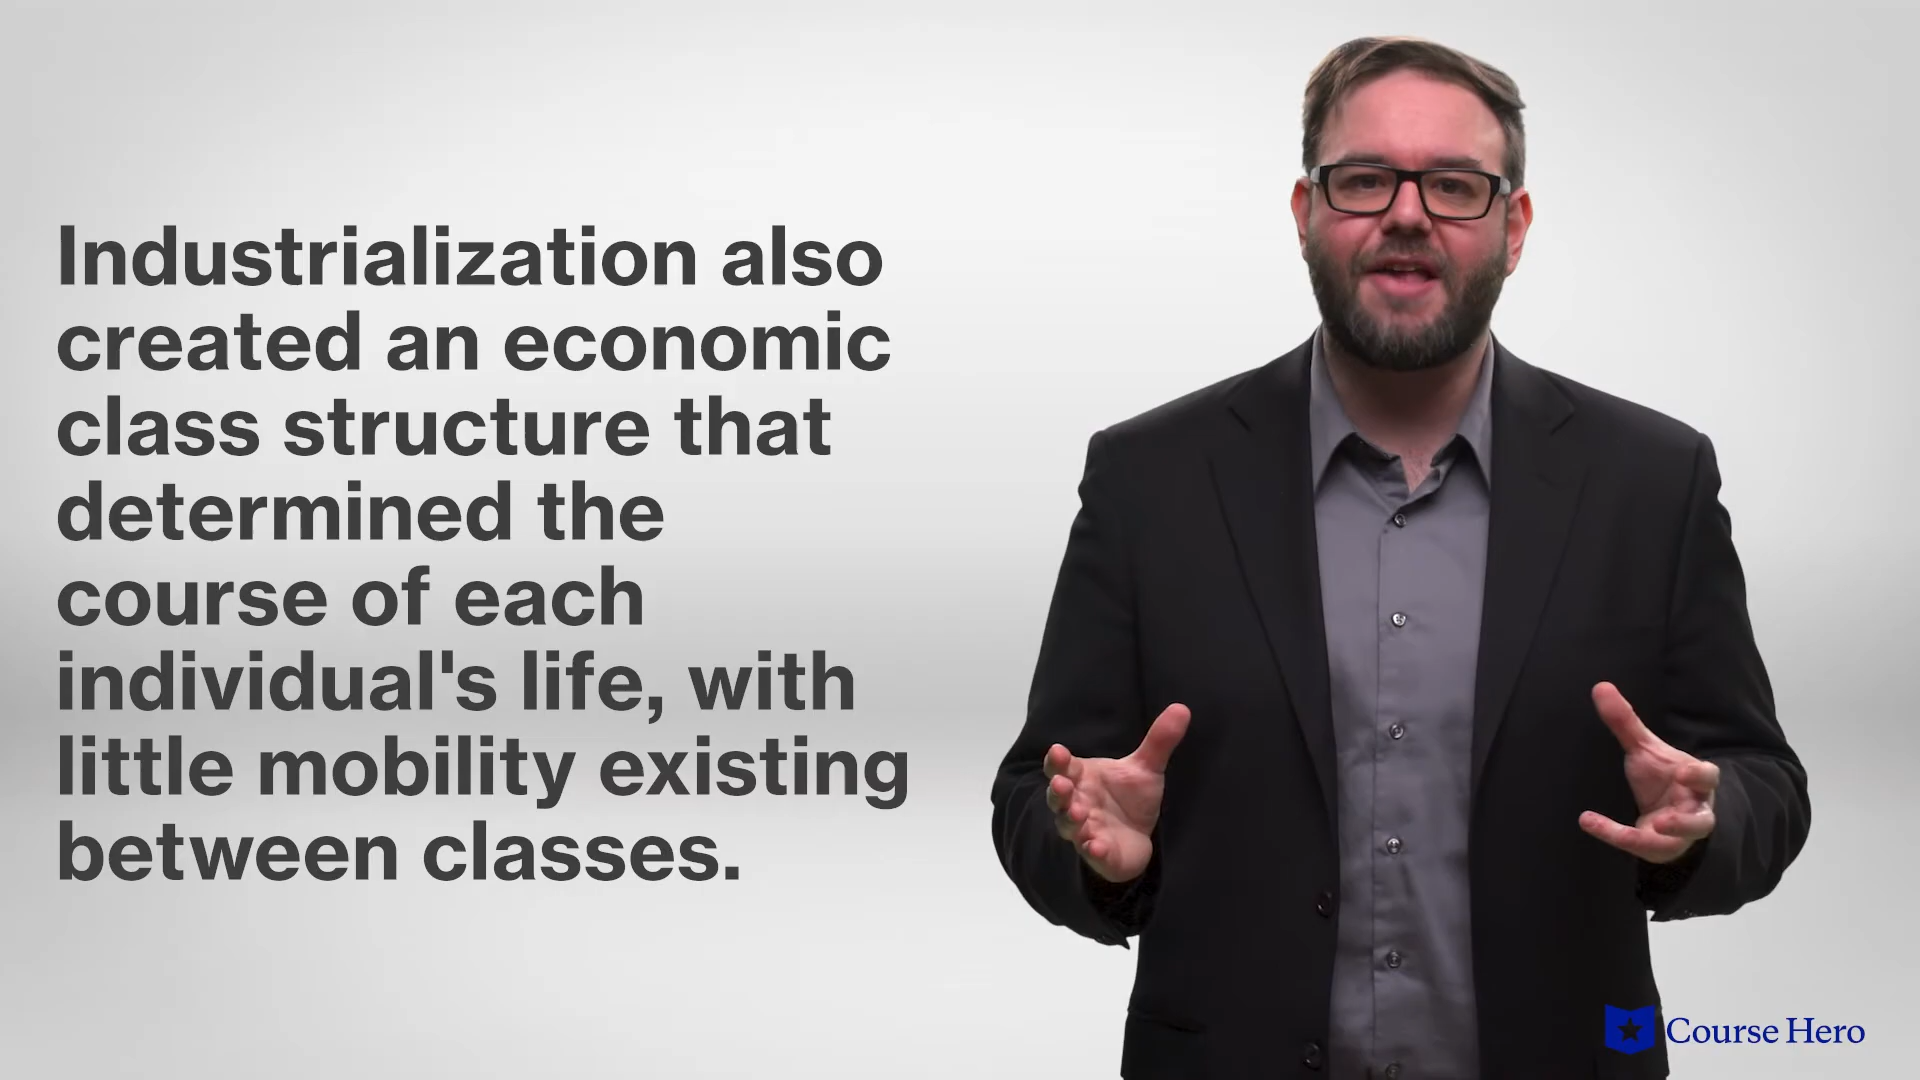 Industrialization also
created an economic
class structure that
determined the
course of each
individual's life, with
little mobility existing
between classes.
Course Hero